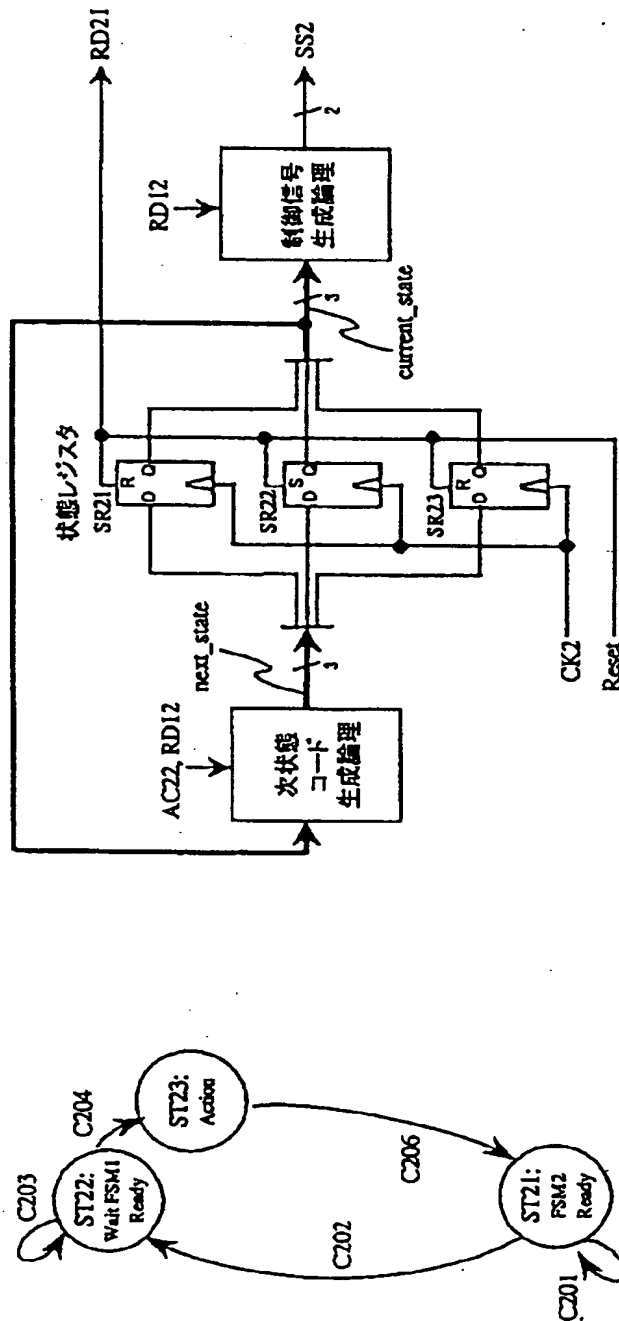 RD21
状態レジスタ
SR21
D
R
Q
SR22
D
S
Q
SR23
D
R
Q
AC22, RD12
次状態
コード
生成論理
next_state
3
current_state
3
RD12
制御信号
生成論理
2
SS2
CK2
Reset
C203
ST22:
Wait FSM1
Ready
C204
ST23:
Action
C206
C202
ST21:
FSM2
Ready
C201